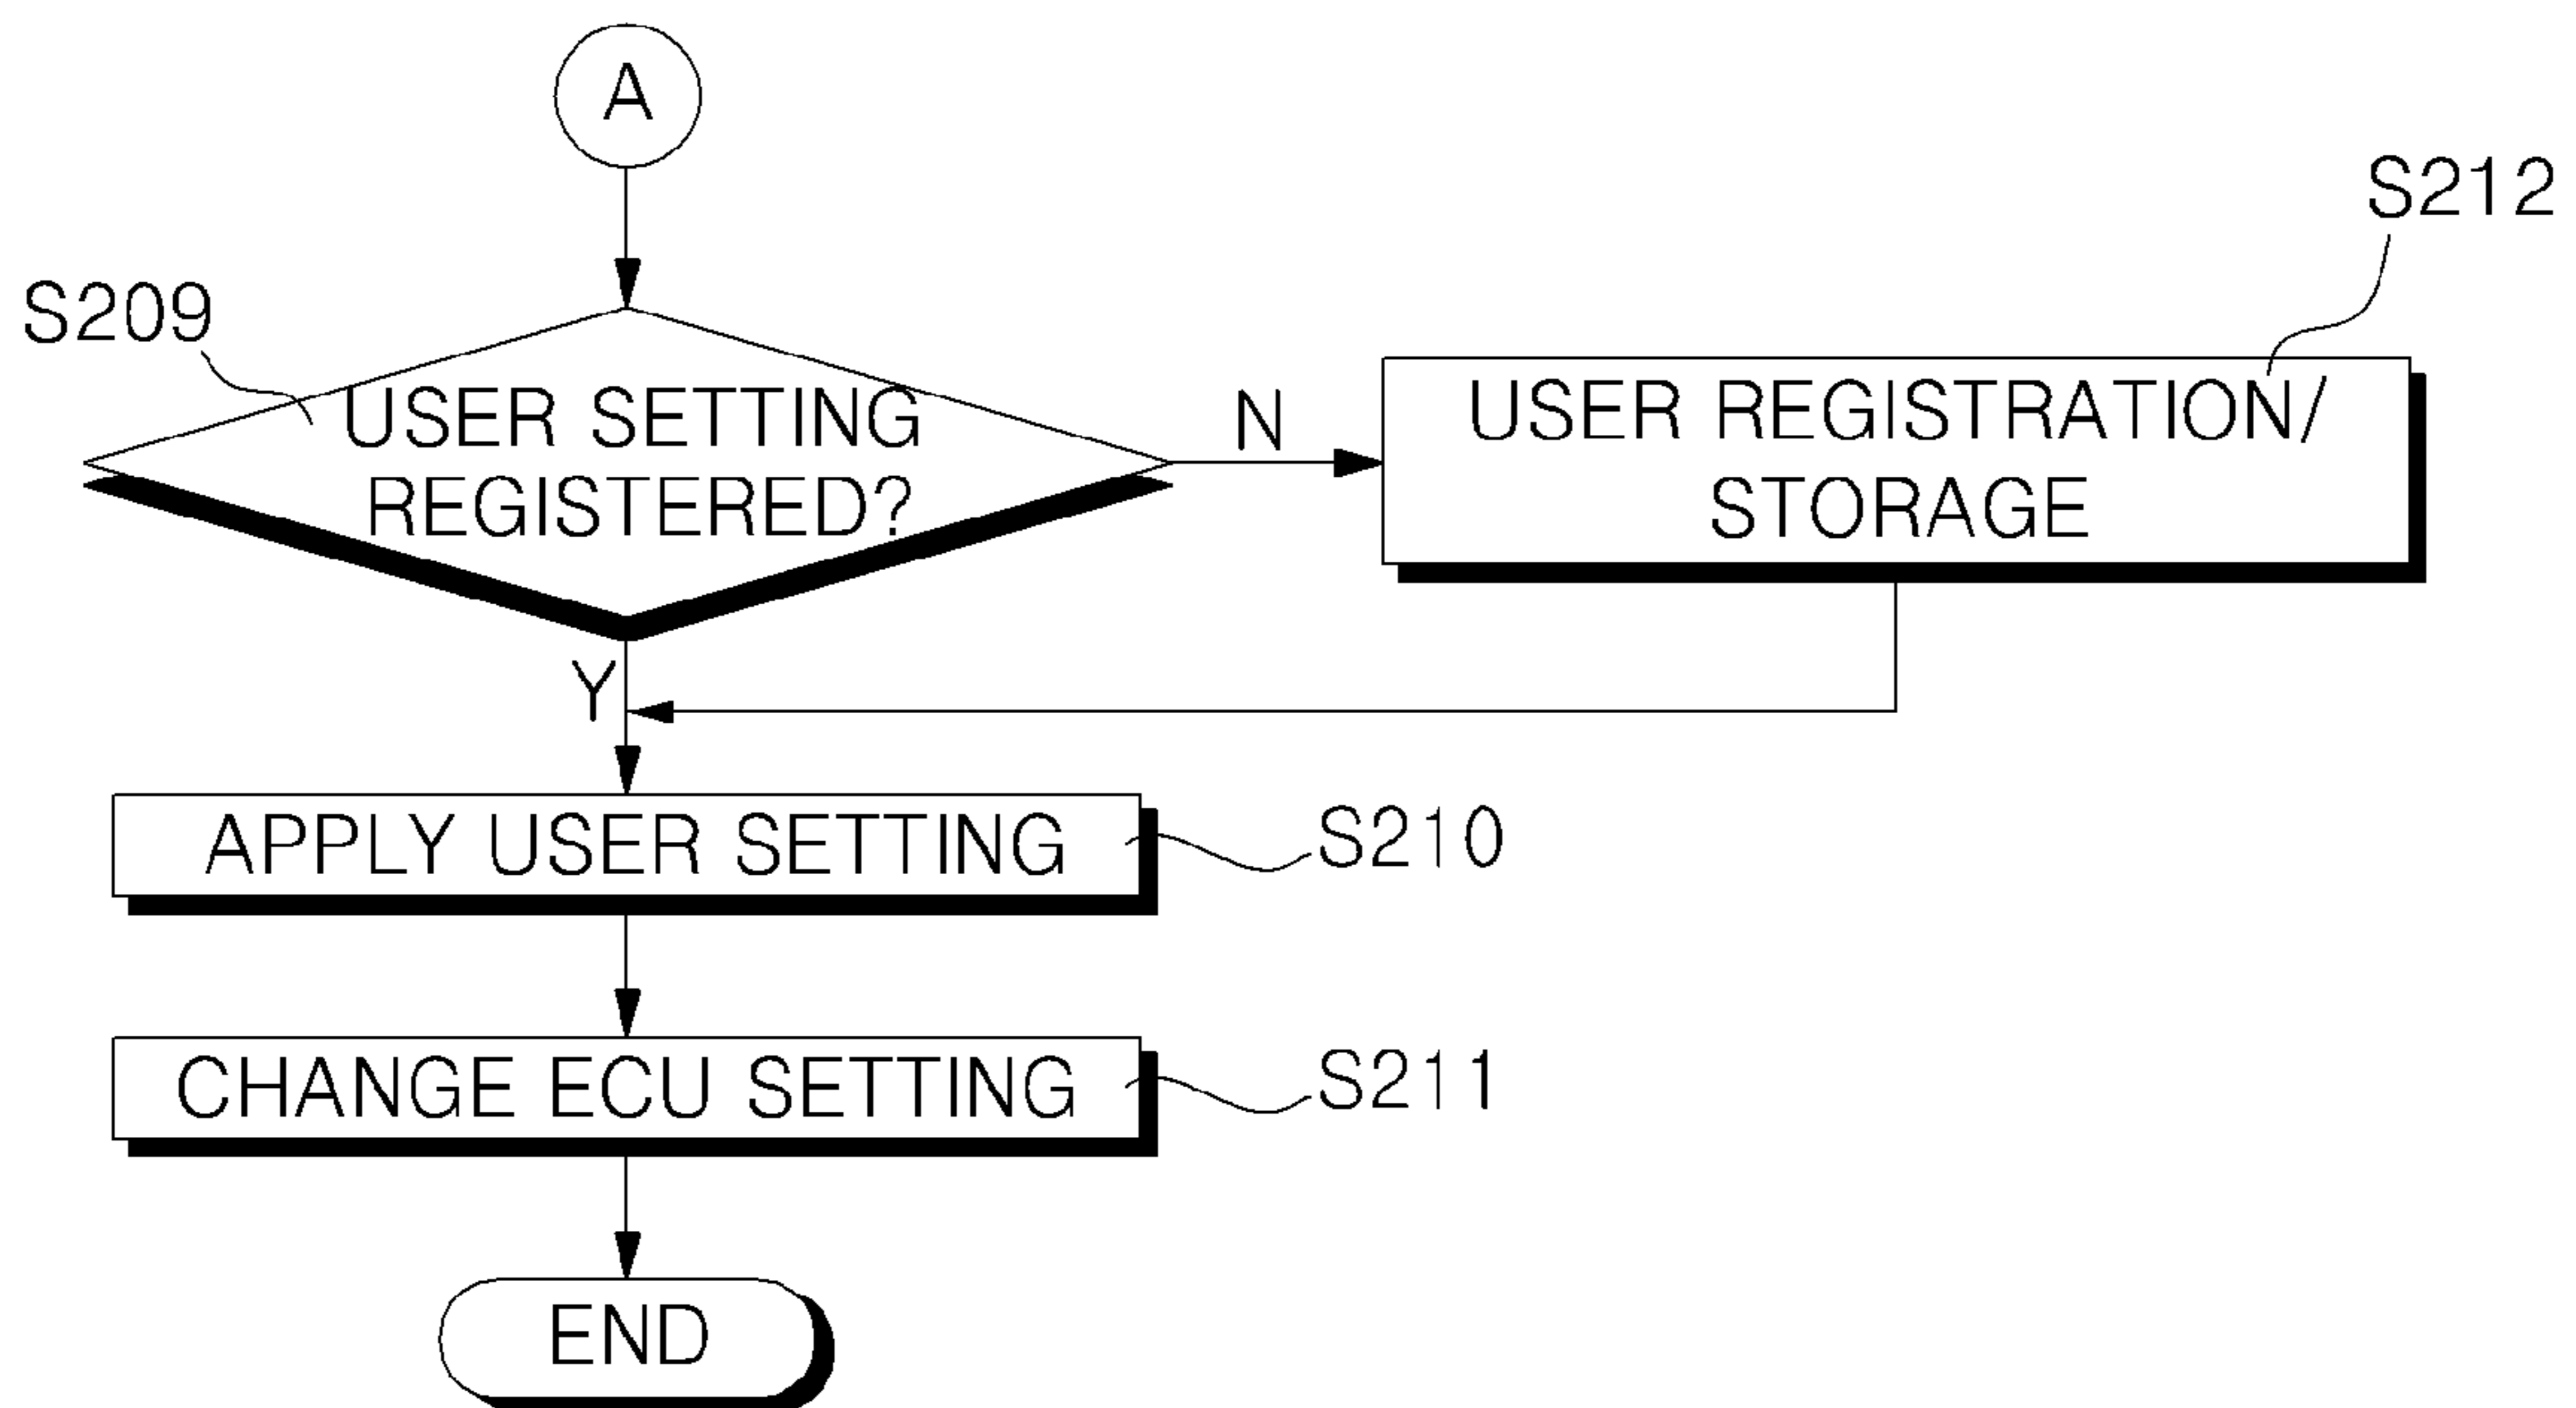 A
S209
USER SETTING
REGISTERED?
N
S212
USER REGISTRATION/
STORAGE
Y
APPLY USER SETTING
S210
CHANGE ECU SETTING
S211
END